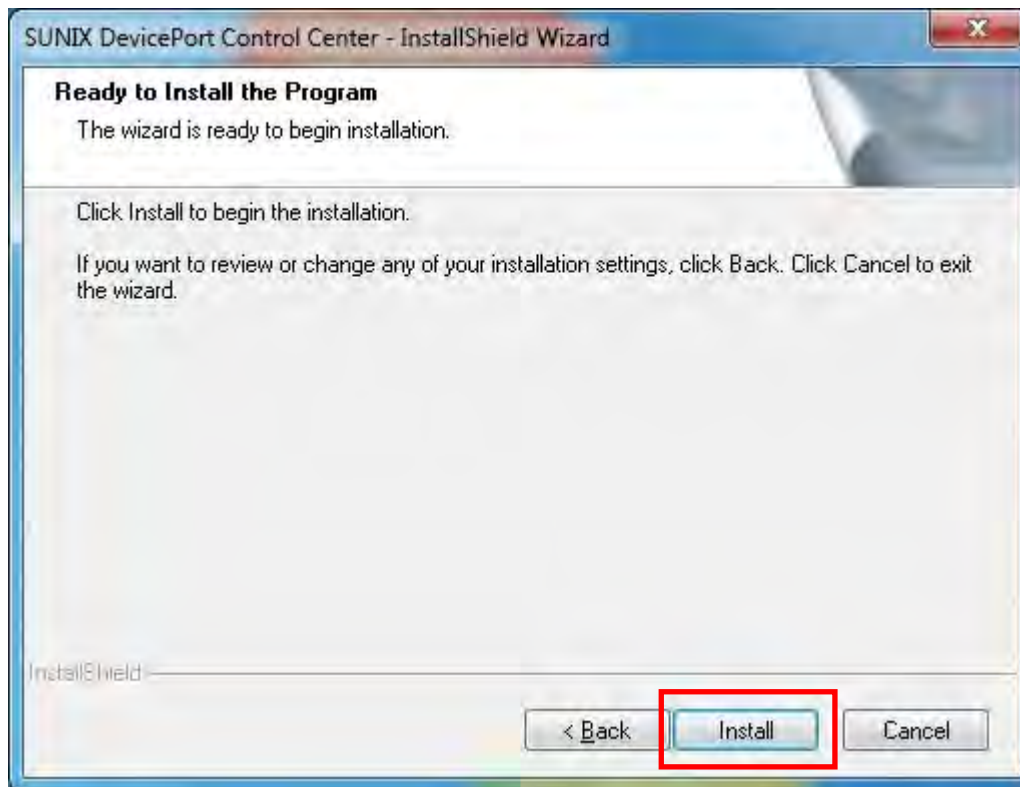 SUNIX DevicePort Control Center - InstallShield Wizard
Ready to Install the Program
The wizard is ready to begin installation.
Click Install to begin the installation.
If you want to review or change any of your installation settings, click Back. Click Cancel to exit
the wizard.
InstallShield
< Back
Install
Cancel